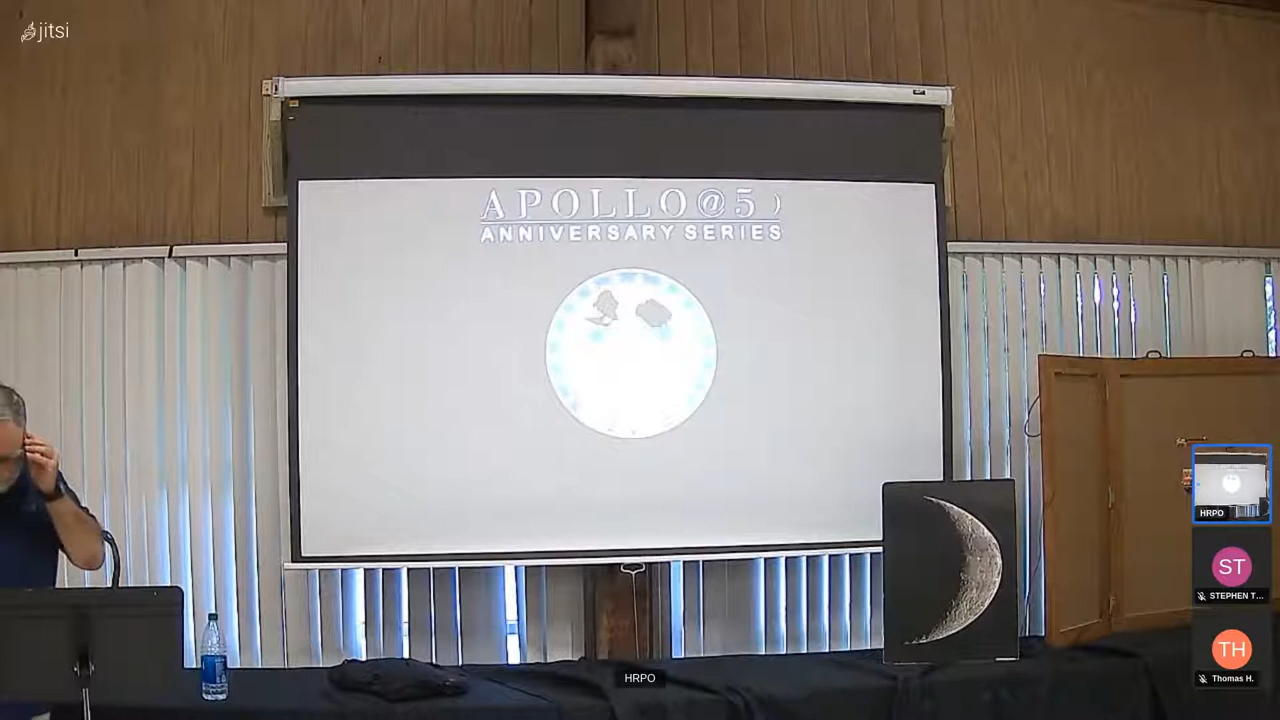 jitsi
APOLLO@5)
ANNIVERSARY SERIES
HRPO
STEPHEN T...
TH
Thomas H.
ST
HRPO